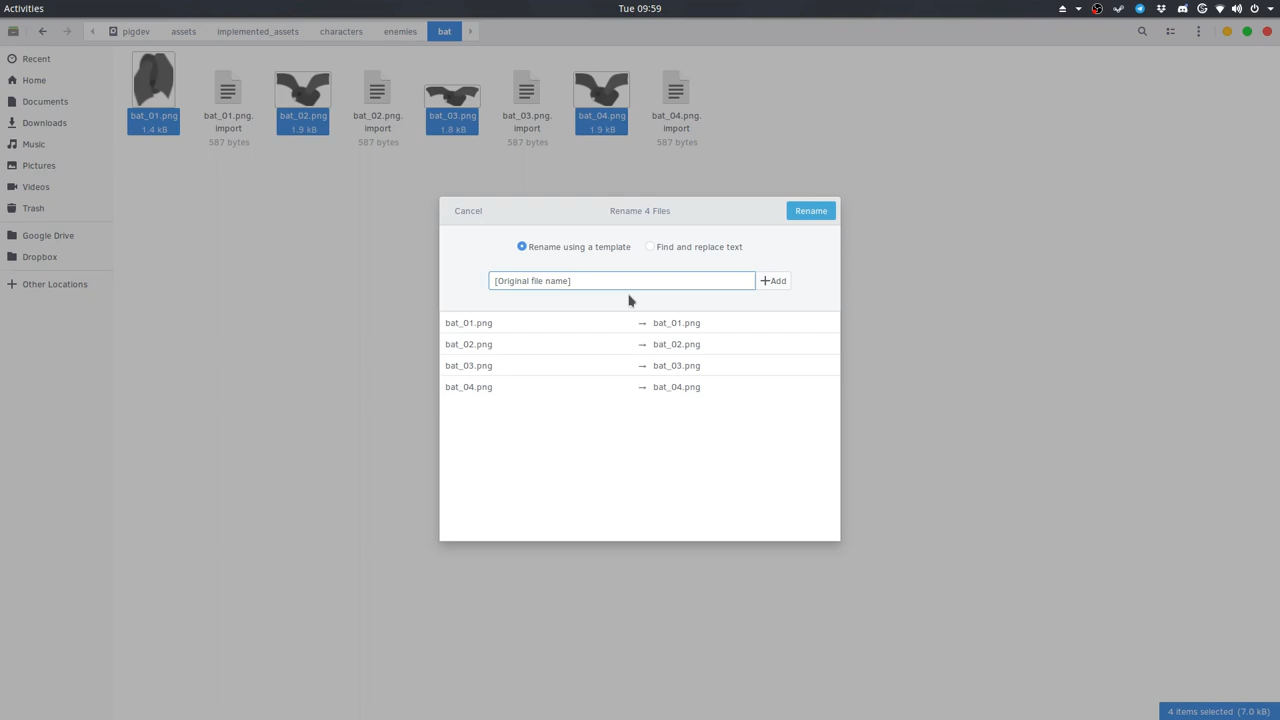 Activities
Tue 09:59
pigdev
assets
implemented_assets
characters
enemies
bat
Recent
Home
Documents
Downloads
Music
Pictures
Videos
Trash
Google Drive
Dropbox
Other Locations
bat_01.png
1.4 kB
bat_01.png.
import
587 bytes
bat_02.png
1.9 kB
bat_02.png.
import
587 bytes
bat_03.png
1.8 kB
bat_03.png.
import
587 bytes
bat_04.png
1.9 kB
bat_04.png.
import
587 bytes
Cancel
Rename 4 Files
Rename
Rename using a template
Find and replace text
[Original file name]
Add
bat_01.png → bat_01.png
bat_02.png → bat_02.png
bat_03.png → bat_03.png
bat_04.png → bat_04.png
4 items selected (7.0 kB)